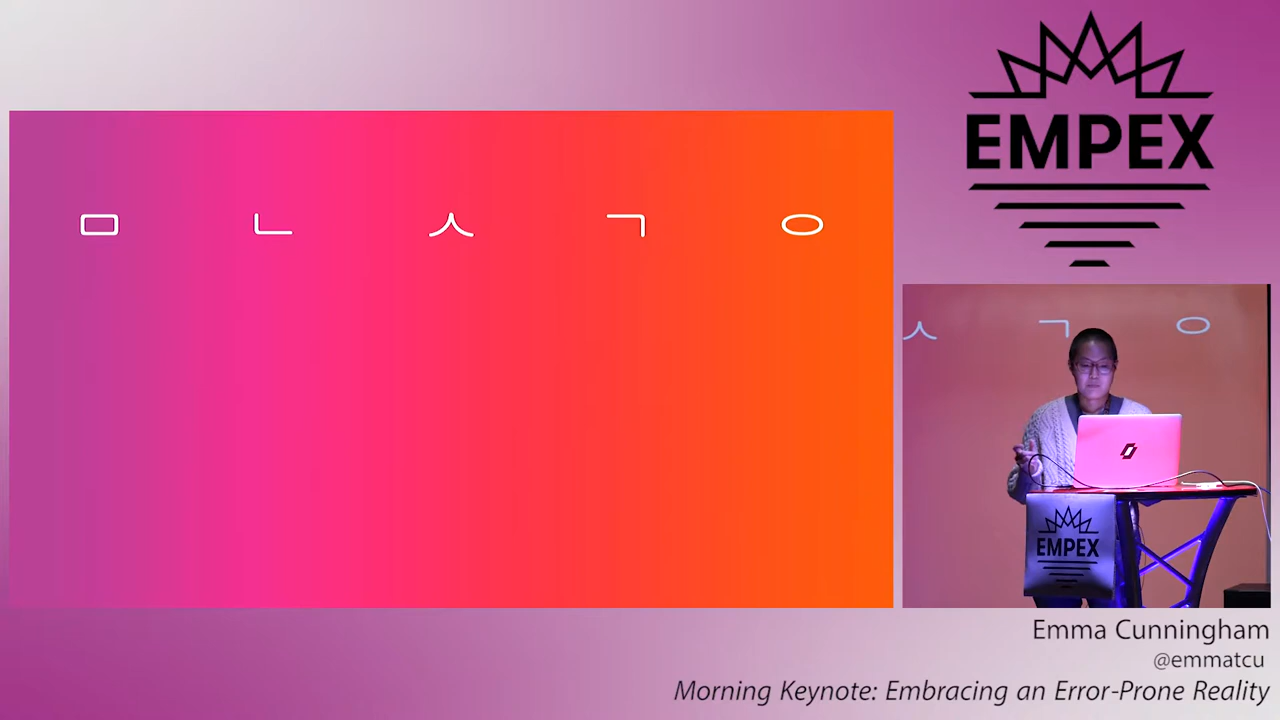 EMPEX
ㅁ ㄴ ㅅ ㄱ ㅇ
ㅅ ㄱ ㅇ
EMPEX
Emma Cunningham
@emmatcu
Morning Keynote: Embracing an Error-Prone Reality